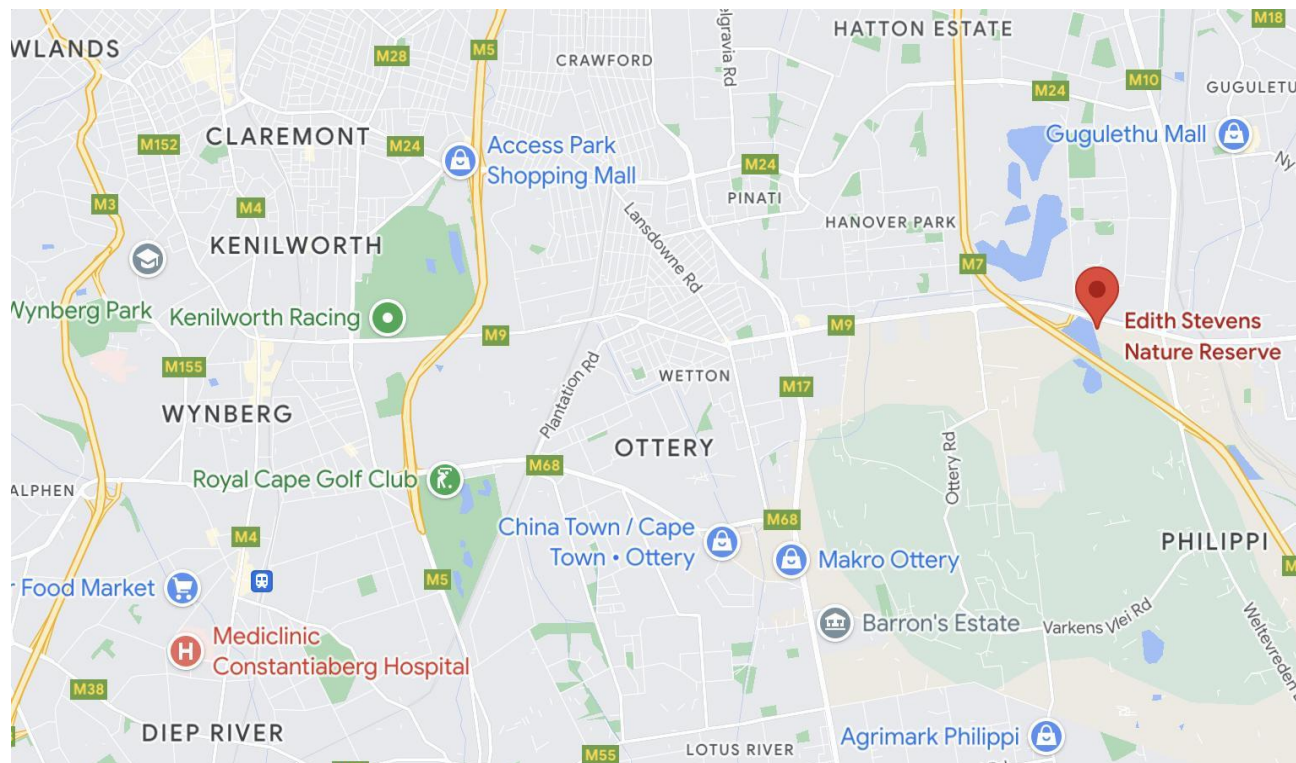 M18
HATTON ESTATE
WLANDS
M5
M28
CRAWFORD
elgravia Rd
M10
M24
GUGULETU
CLAREMONT
M152
M24
Access Park
Shopping Mall
Gugulethu Mall
M24
Ny
PINATI
M3
M4
HANOVER PARK
Lansdowne Rd
KENILWORTH
M7
Wynberg Park
Kenilworth Racing
M9
M9
Edith Stevens
Nature Reserve
M155
WETTON
M17
Plantation Rd
WYNBERG
OTTERY
Ottery Rd
M68
Royal Cape Golf Club
ALPHEN
M68
China Town / Cape
Town • Ottery
M4
PHILIPPI
Makro Ottery
M5
Food Market
Barron's Estate
Varkens Vlei Rd
Weltevreden
H
Mediclinic
Constantiaberg Hospital
M38
DIEP RIVER
Agrimark Philippi
LOTUS RIVER
M55